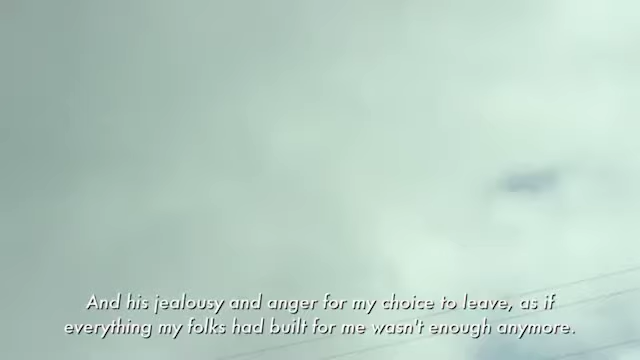 And his jealousy and anger for my choice to leave, as if
everything my folks had built for me wasn't enough anymore.